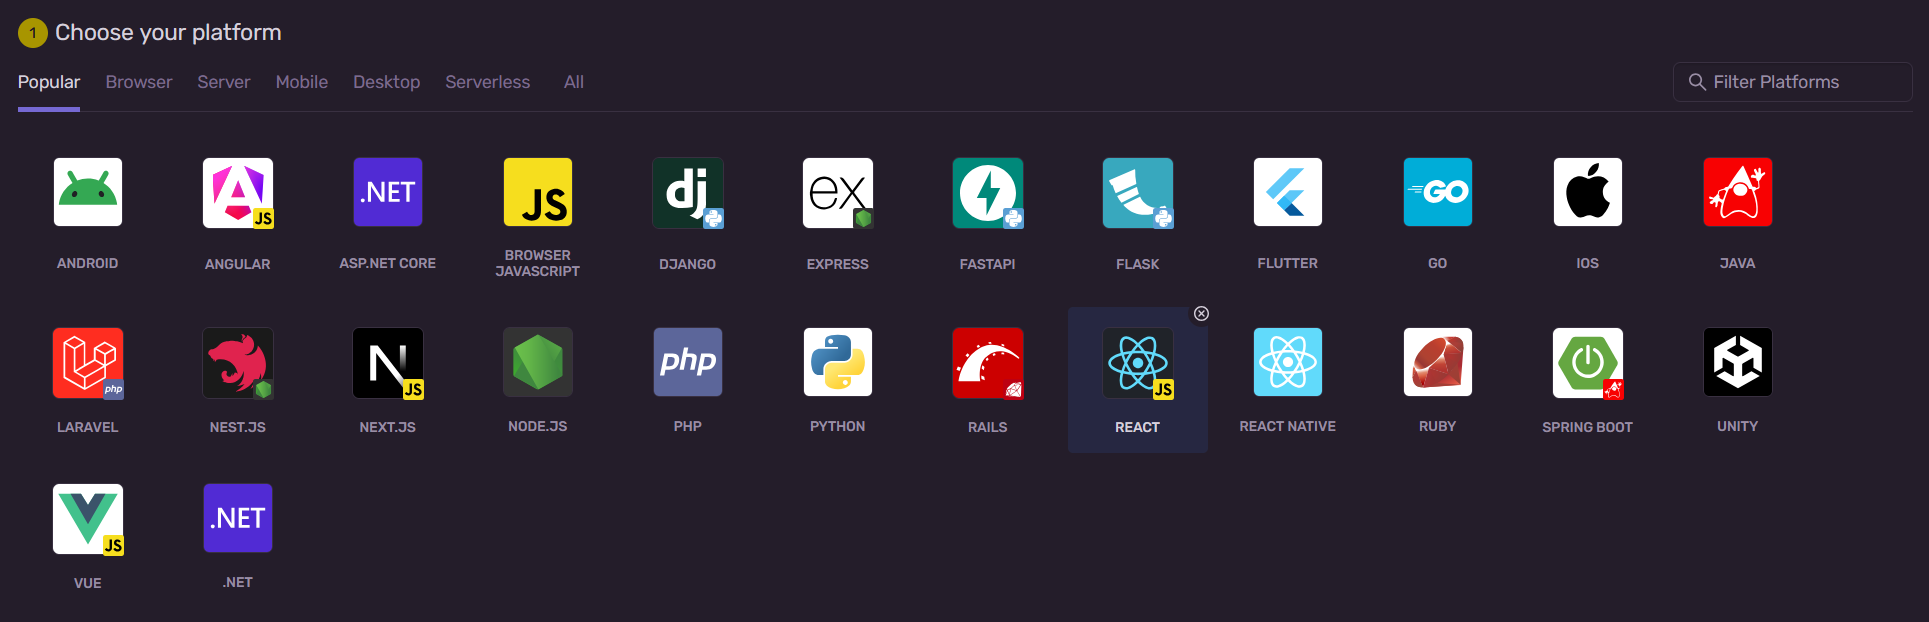 1 Choose your platform
Popular Browser Server Mobile Desktop Serverless All Filter Platforms
JS .NET JS dj ex GO
ANDROID ANGULAR ASP.NET CORE BROWSER JAVASCRIPT DJANGO EXPRESS FASTAPI FLASK FLUTTER GO IOS JAVA
php N JS php JS
LARAVEL NEST.JS NEXT.JS NODE.JS PHP PYTHON RAILS REACT REACT NATIVE RUBY SPRING BOOT UNITY
JS .NET
VUE .NET